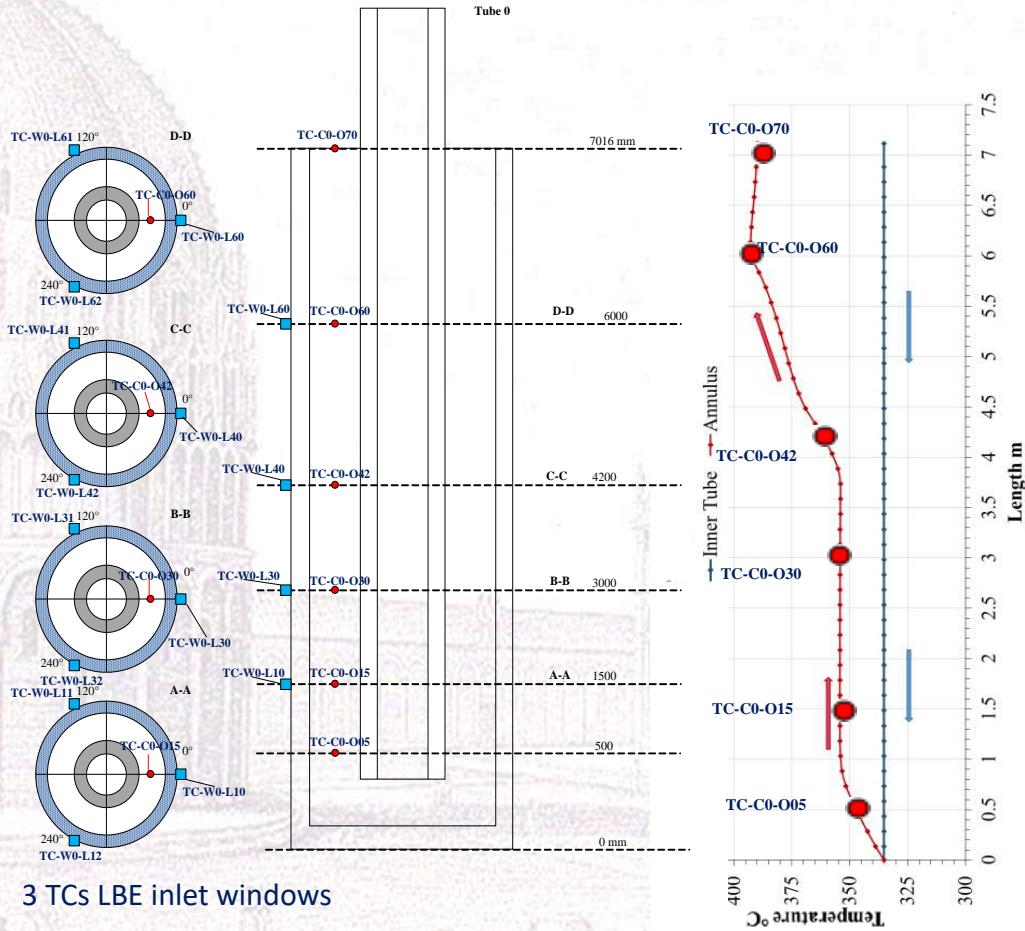 Tube 0
TC-W0-L61
120°
D-D
TC-C0-O60
0°
TC-W0-L60
240°
TC-W0-L62
TC-W0-L41
120°
C-C
TC-C0-O42
0°
TC-W0-L40
240°
TC-W0-L42
TC-W0-L31
120°
B-B
TC-C0-O30
0°
TC-W0-L30
240°
TC-W0-L32
TC-W0-L11
120°
A-A
TC-C0-O15
0°
TC-W0-L10
240°
TC-W0-L12
3 TCs LBE inlet windows
TC-C0-O70
7016 mm
TC-W0-L60
TC-C0-O60
D-D
6000
TC-W0-L40
TC-C0-O42
C-C
4200
TC-W0-L30
TC-C0-O30
B-B
3000
TC-W0-L10
TC-C0-O15
A-A
1500
TC-C0-O05
500
0 mm
TC-C0-O70
TC-C0-O60
TC-C0-O42
TC-C0-O30
TC-C0-O15
TC-C0-O05
Annulus
Inner Tube
7.5
7
6.5
6
5.5
5
4.5
4
3.5
3
2.5
2
1.5
1
0.5
0
Length m
400
375
350
325
300
Temperature°C